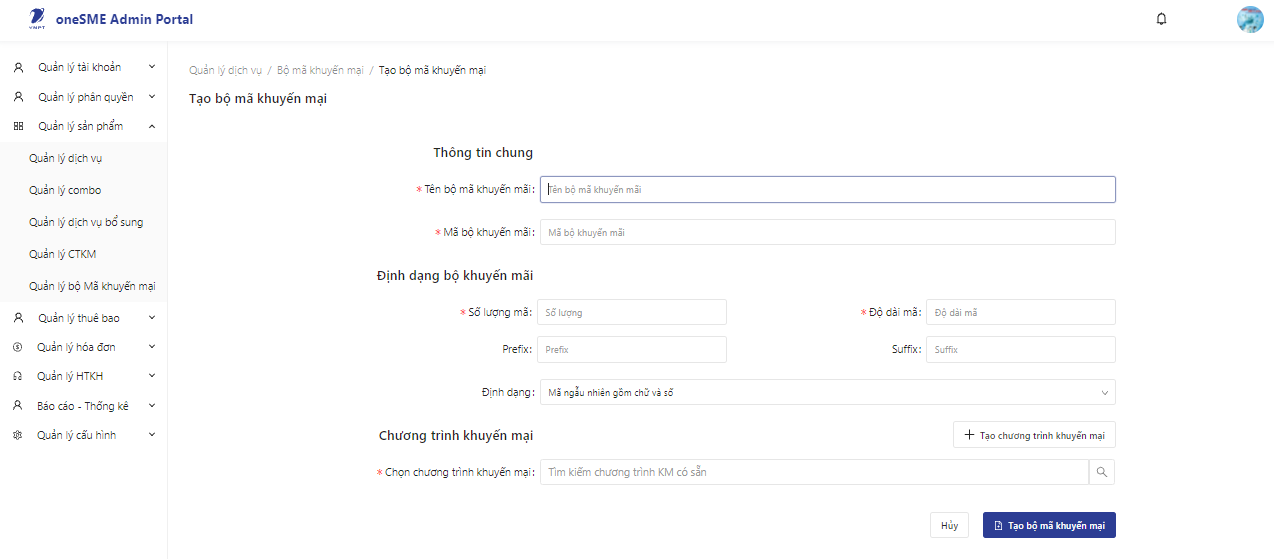 VNPT oneSME Admin Portal
Quản lý tài khoản
Quản lý phân quyền
Quản lý sản phẩm
Quản lý dịch vụ
Quản lý combo
Quản lý dịch vụ bổ sung
Quản lý CTKM
Quản lý bộ Mã khuyến mại
Quản lý thuê bao
Quản lý hóa đơn
Quản lý HTKH
Báo cáo - Thống kê
Quản lý cấu hình
Quản lý dịch vụ / Bộ mã khuyến mại / Tạo bộ mã khuyến mại
Tạo bộ mã khuyến mại
Thông tin chung
* Tên bộ mã khuyến mãi: Tên bộ mã khuyến mãi
* Mã bộ khuyến mãi: Mã bộ khuyến mãi
Định dạng bộ khuyến mãi
* Số lượng mã: Số lượng * Độ dài mã: Độ dài mã
Prefix: Prefix Suffix: Suffix
Định dạng: Mã ngẫu nhiên gồm chữ và số
Chương trình khuyến mại + Tạo chương trình khuyến mại
* Chọn chương trình khuyến mại: Tìm kiếm chương trình KM có sẵn
Hủy Tạo bộ mã khuyến mại